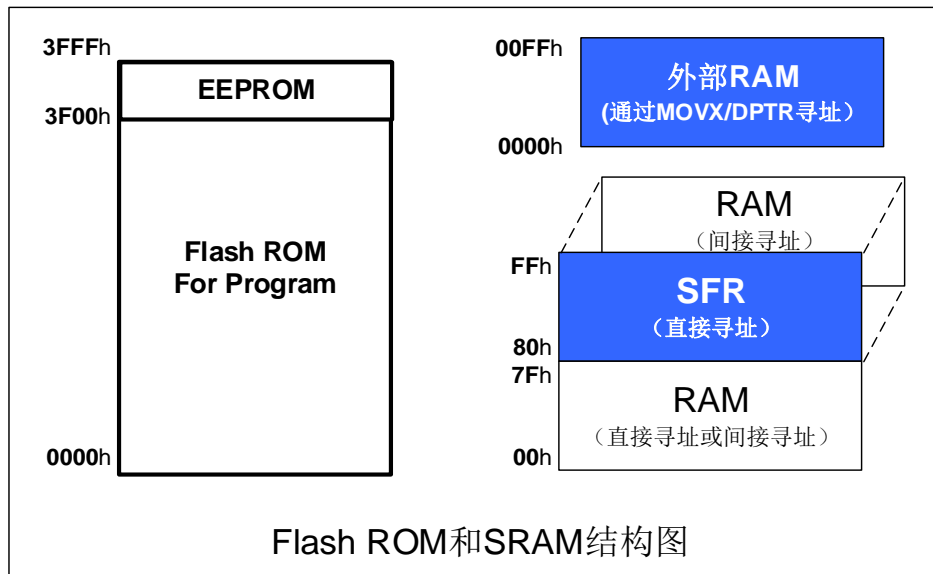 3FFFh
EEPROM
3F00h
Flash ROM
For Program
0000h
00FFh
外部RAM
(通过MOVX/DPTR寻址）
0000h
RAM
（间接寻址）
FFh
SFR
（直接寻址）
80h
7Fh
RAM
（直接寻址或间接寻址）
00h
Flash ROM和SRAM结构图